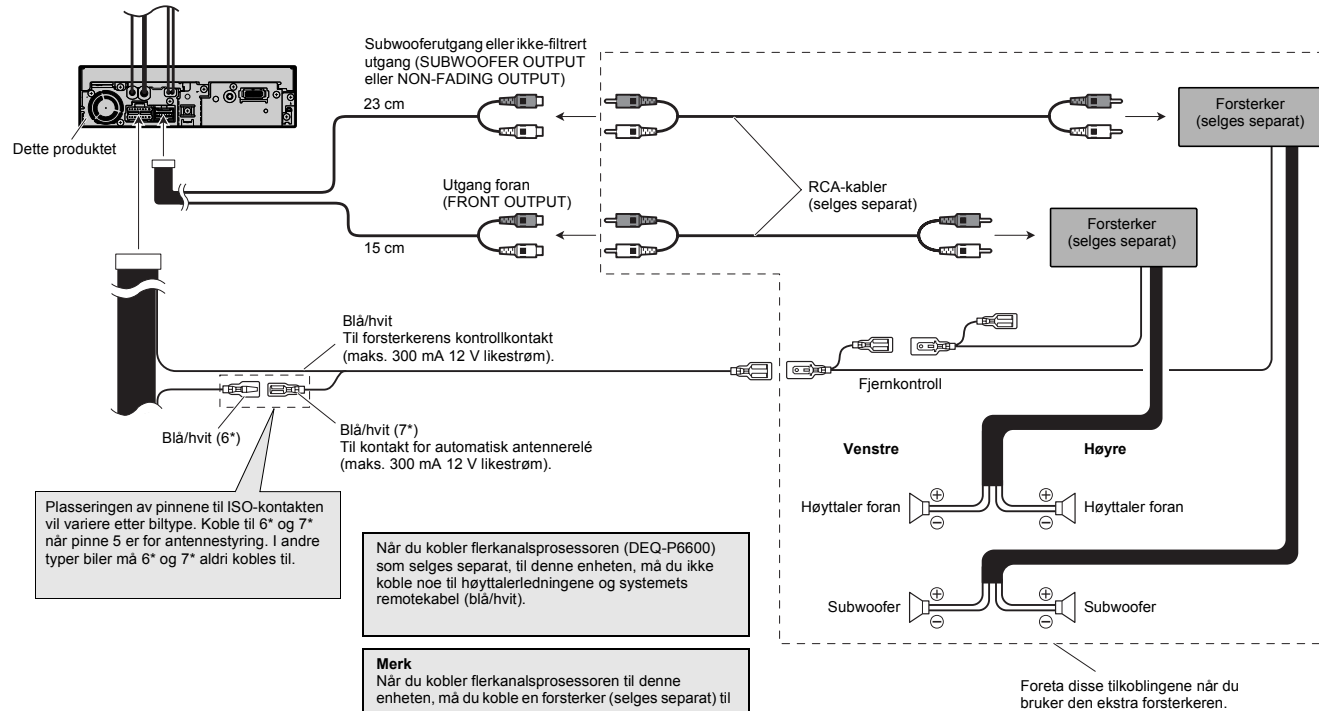 Subwooferutgang eller ikke-filtrert
utgang (SUBWOOFER OUTPUT
eller NON-FADING OUTPUT)
23 cm
Dette produktet
Utgang foran
(FRONT OUTPUT)
15 cm
RCA-kabler
(selges separat)
Forsterker
(selges separat)
Forsterker
(selges separat)
Blå/hvit
Til forsterkerens kontrollkontakt
(maks. 300 mA 12 V likestrøm).
Fjernkontroll
Blå/hvit (6*)
Blå/hvit (7*)
Til kontakt for automatisk antennerelé
(maks. 300 mA 12 V likestrøm).
Plasseringen av pinnene til ISO-kontakten
vil variere etter biltype. Koble til 6* og 7*
når pinne 5 er for antennestyring. I andre
typer biler må 6* og 7* aldri kobles til.
Når du kobler flerkanalsprosessoren (DEQ-P6600)
som selges separat, til denne enheten, må du ikke
koble noe til høyttalerledningene og systemets
remotekabel (blå/hvit).
Merk
Når du kobler flerkanalsprosessoren til denne
enheten, må du koble en forsterker (selges separat) til
Venstre
Høyre
Høyttaler foran
+
−
+
−
Høyttaler foran
Subwoofer
+
−
+
−
Subwoofer
Foreta disse tilkoblingene når du
bruker den ekstra forsterkeren.